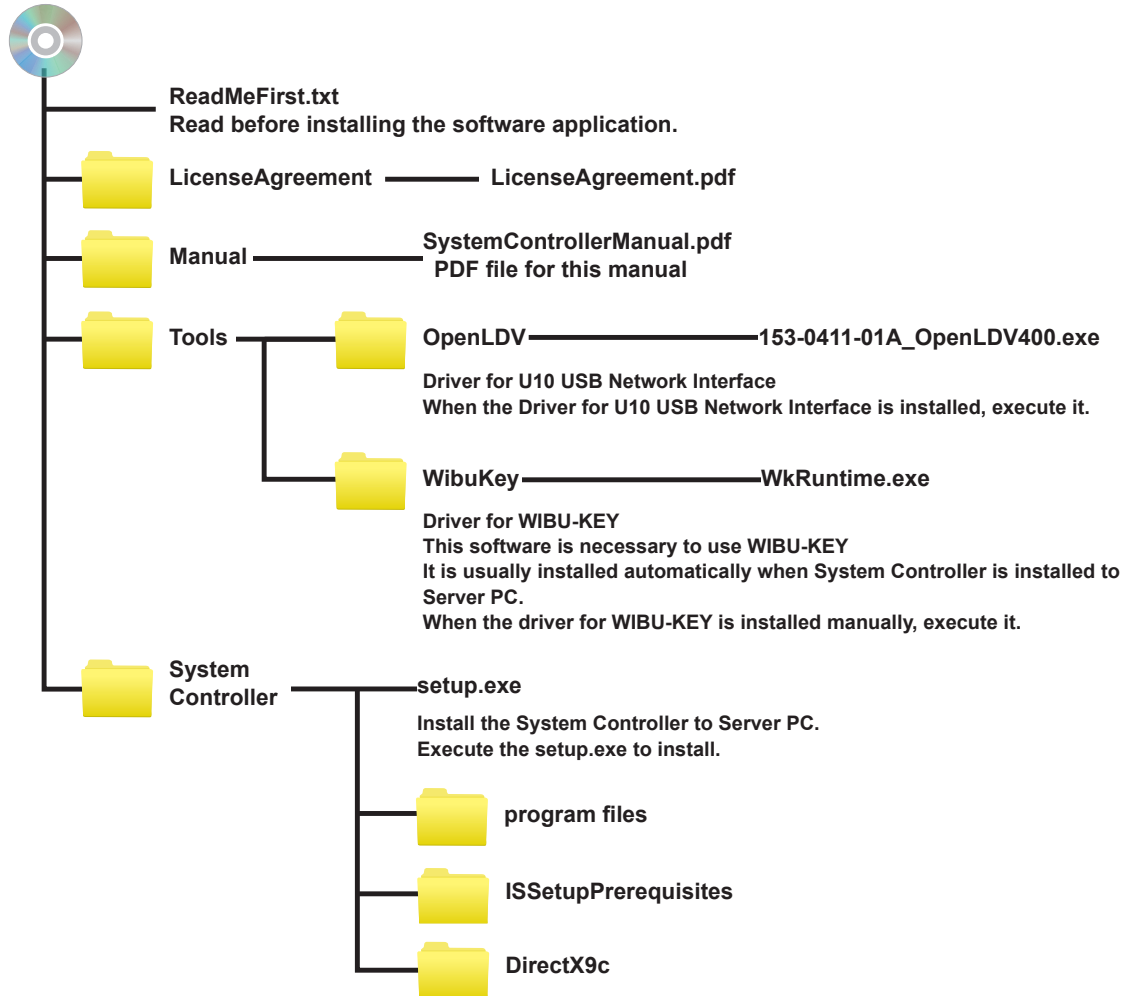 ReadMeFirst.txt
Read before installing the software application.
LicenseAgreement
LicenseAgreement.pdf
Manual
SystemControllerManual.pdf
PDF file for this manual
Tools
OpenLDV
153-0411-01A_OpenLDV400.exe
Driver for U10 USB Network Interface
When the Driver for U10 USB Network Interface is installed, execute it.
WibuKey
WkRuntime.exe
Driver for WIBU-KEY
This software is necessary to use WIBU-KEY
It is usually installed automatically when System Controller is installed to
Server PC.
When the driver for WIBU-KEY is installed manually, execute it.
System
Controller
setup.exe
Install the System Controller to Server PC.
Execute the setup.exe to install.
program files
ISSetupPrerequisites
DirectX9c